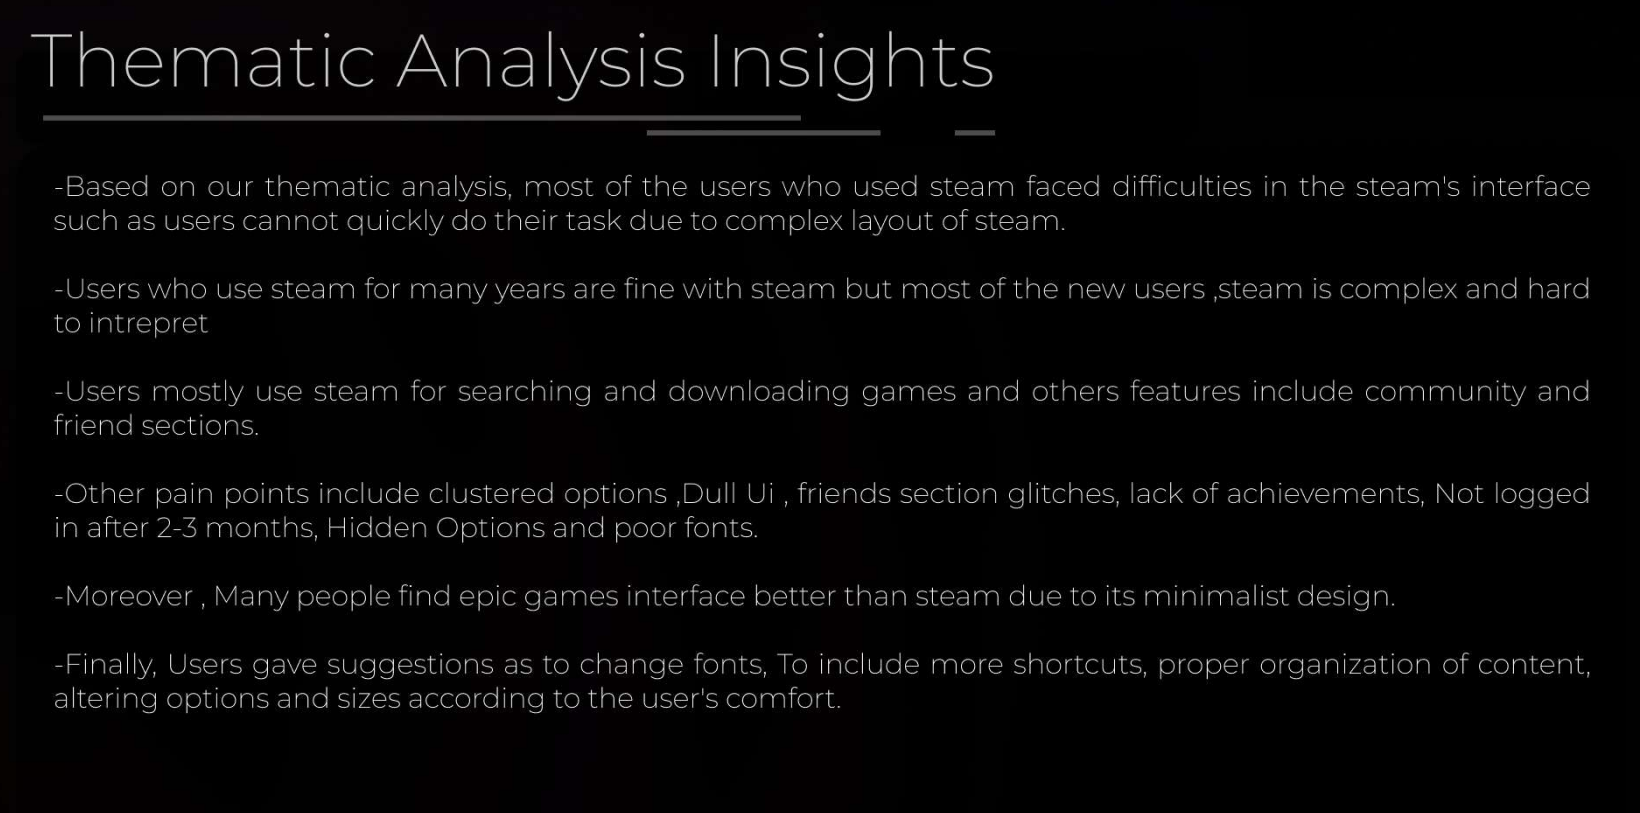 Thematic Analysis Insights
-Based on our thematic analysis, most of the users who used steam faced difficulties in the steam's interface
such as users cannot quickly do their task due to complex layout of steam.
-Users who use steam for many years are fine with steam but most of the new users ,steam is complex and hard
to intrepret
-Users mostly use steam for searching and downloading games and others features include community and
friend sections.
-Other pain points include clustered options ,Dull Ui , friends section glitches, lack of achievements, Not logged
in after 2-3 months, Hidden Options and poor fonts.
-Moreover , Many people find epic games interface better than steam due to its minimalist design.
-Finally, Users gave suggestions as to change fonts, To include more shortcuts, proper organization of content,
altering options and sizes according to the user's comfort.